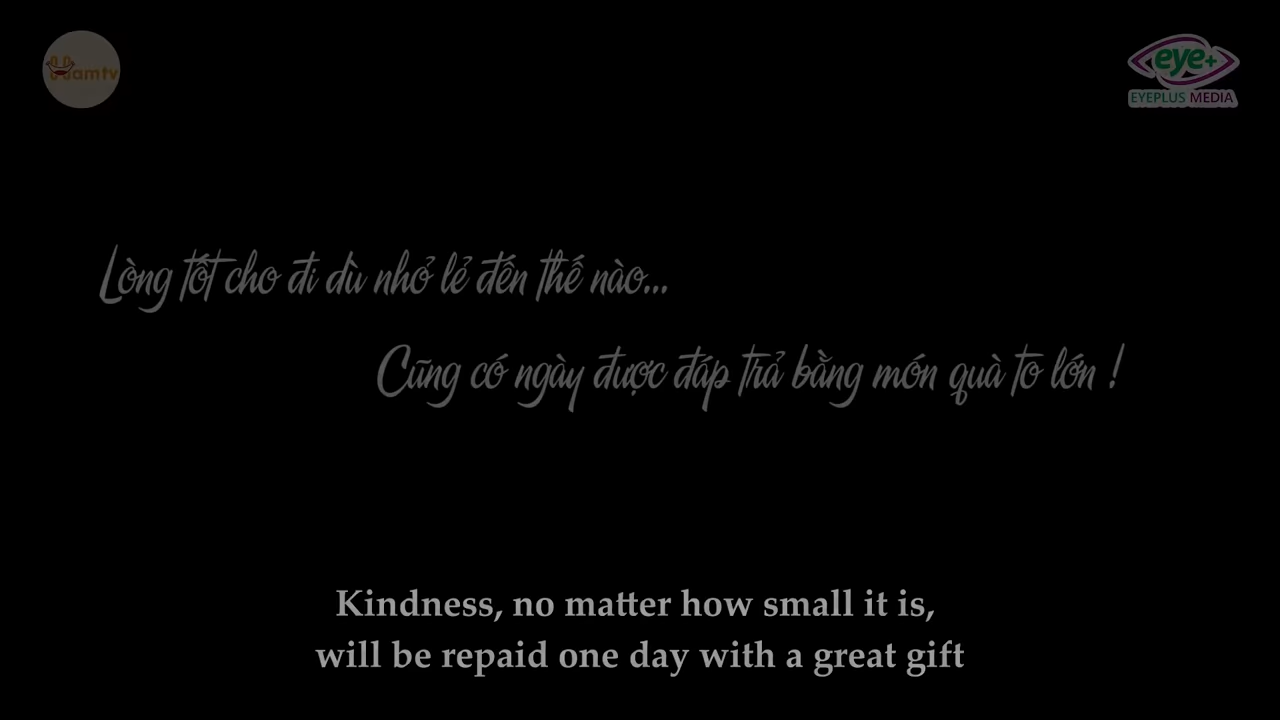 Hamtv
eye+
EYEPLUS MEDIA
Lòng tốt cho đi dù nhỏ lẻ đến thế nào...
Cũng có ngày được đáp trả bằng món quà to lớn !
Kindness, no matter how small it is,
will be repaid one day with a great gift